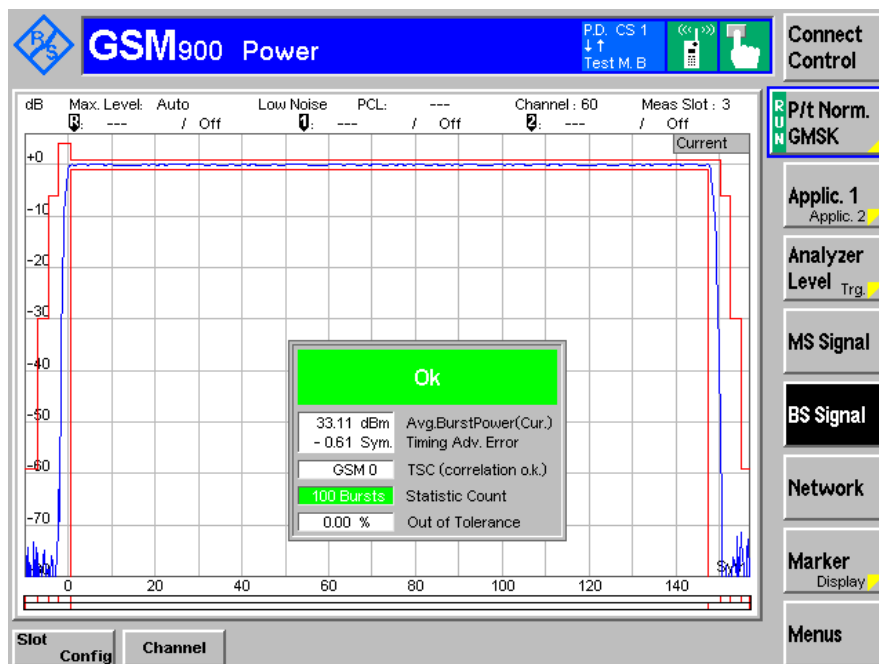 R/S
GSM900 Power
P.D. CS 1
Test M. B
Connect Control
dB Max. Level: Auto Low Noise PCL: --- Channel : 60 Meas Slot : 3
R: --- / Off 1: --- / Off 2: --- / Off
Current
RUN
P/t Norm. GMSK
+0
-10
-20
-30
-40
-50
-60
-70
Ok
33.11 dBm Avg.BurstPower(Cur.)
- 0.61 Sym. Timing Adv. Error
GSM 0 TSC (correlation o.k.)
100 Bursts Statistic Count
0.00 % Out of Tolerance
0 20 40 60 80 100 120 140
Applic. 1
Applic. 2
Analyzer
Level Trg.
MS Signal
BS Signal
Network
Marker
Display
Menus
Slot
Config
Channel